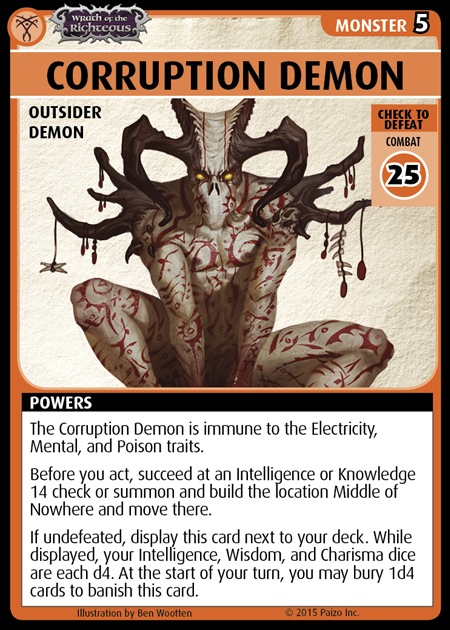 Wrath of the
Righteous
MONSTER 5
CORRUPTION DEMON
OUTSIDER
DEMON
CHECK TO
DEFEAT
COMBAT
25
POWERS
The Corruption Demon is immune to the Electricity,
Mental, and Poison traits.
Before you act, succeed at an Intelligence or Knowledge
14 check or summon and build the location Middle of
Nowhere and move there.
If undefeated, display this card next to your deck. While
displayed, your Intelligence, Wisdom, and Charisma dice
are each d4. At the start of your turn, you may bury 1d4
cards to banish this card.
Illustration by Ben Wootten © 2015 Paizo Inc.